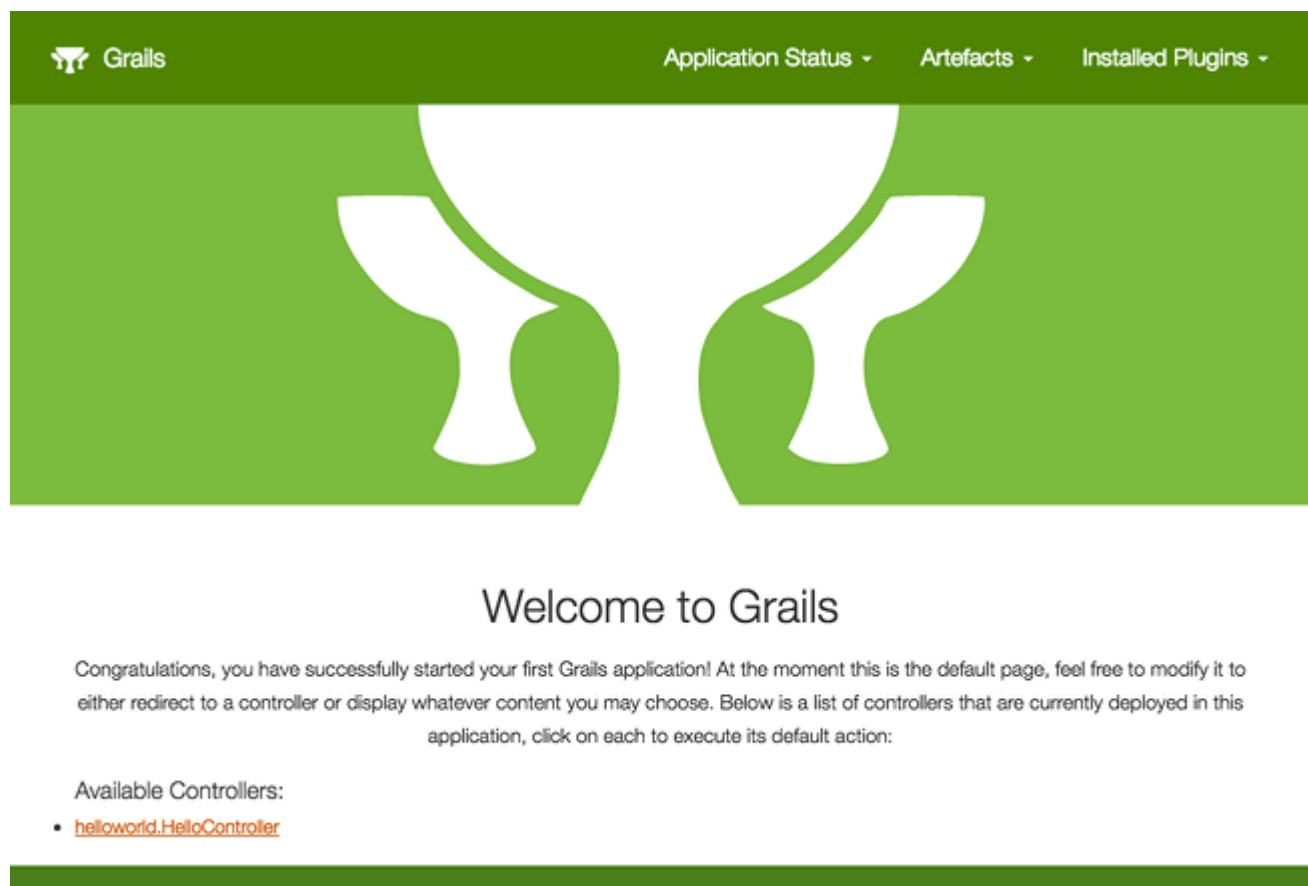 Grails
Application Status
Artefacts
Installed Plugins
Welcome to Grails
Congratulations, you have successfully started your first Grails application! At the moment this is the default page, feel free to modify it to
either redirect to a controller or display whatever content you may choose. Below is a list of controllers that are currently deployed in this
application, click on each to execute its default action:
Available Controllers:
helloworld.HelloController